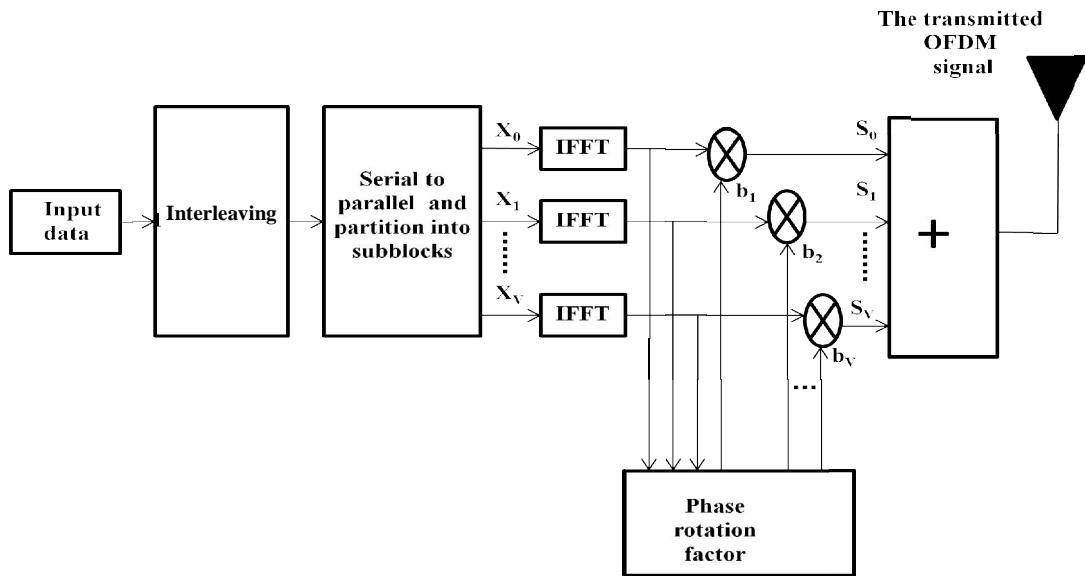 The transmitted
OFDM
signal
Input
data
Interleaving
Serial to
parallel and
partition into
subblocks
X0
IFFT
X1
IFFT
XV
IFFT
b1
b2
bV
S0
S1
SV
+
Phase
rotation
factor